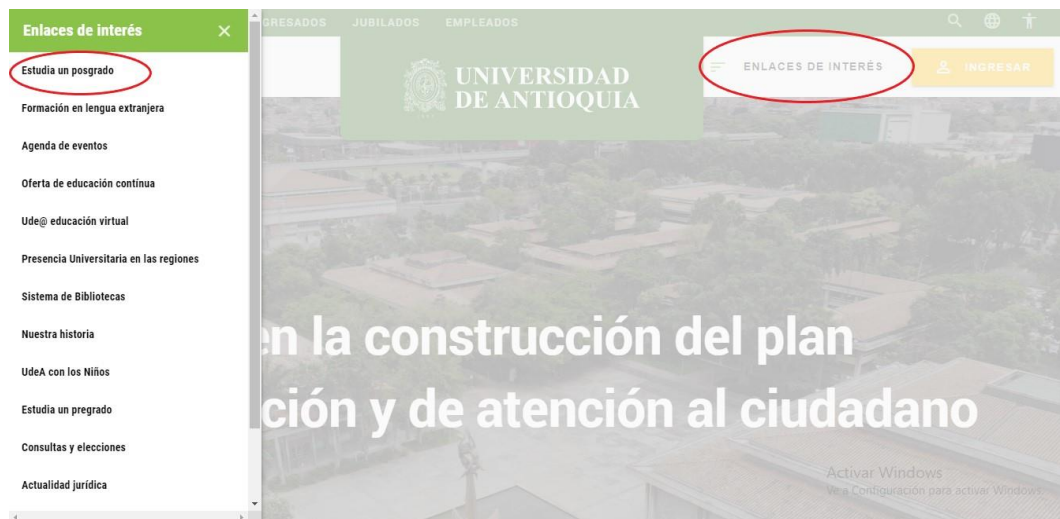 Enlaces de interés
Estudia un posgrado
Formación en lengua extranjera
Agenda de eventos
Oferta de educación contínua
Ude@ educación virtual
Presencia Universitaria en las regiones
Sistema de Bibliotecas
Nuestra historia
UdeA con los Niños
Estudia un pregrado
Consultas y elecciones
Actualidad jurídica
GRESADOS JUBILADOS EMPLEADOS
UNIVERSIDAD
DE ANTIOQUIA
ENLACES DE INTERÉS
INGRESAR
en la construcción del plan
ción y de atención al ciudadano
Activar Windows
Ve a Configuración para activar Windows.